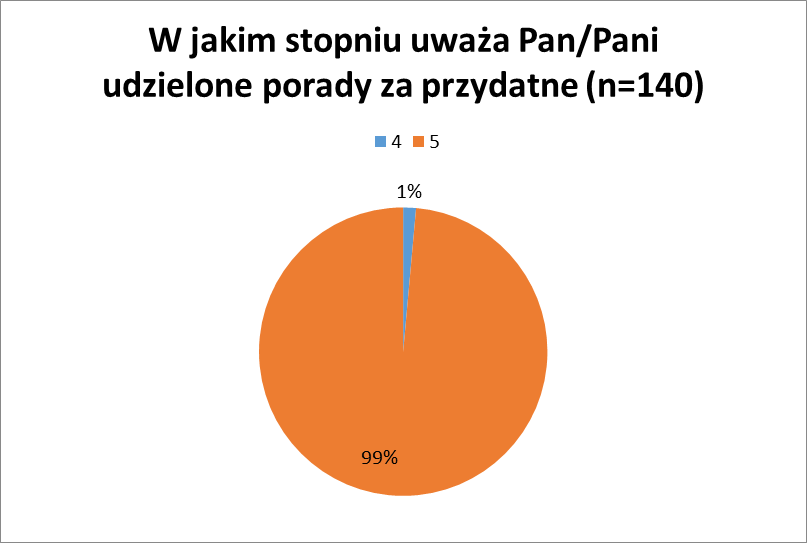 W jakim stopniu uważa Pan/Pani
udzielone porady za przydatne (n=140)
4 5
1%
99%